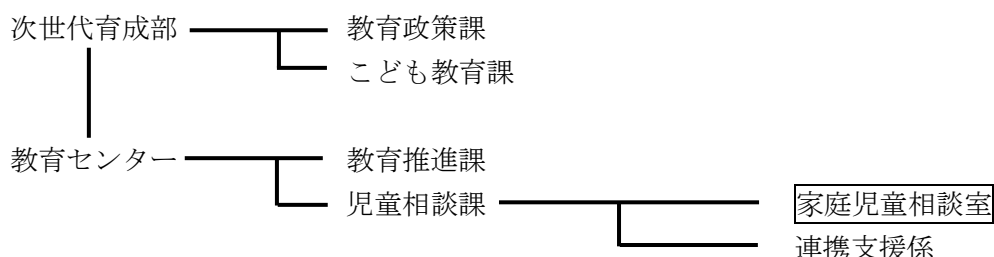 次世代育成部 教育政策課
こども教育課
教育センター 教育推進課
児童相談課 家庭児童相談室
連携支援係